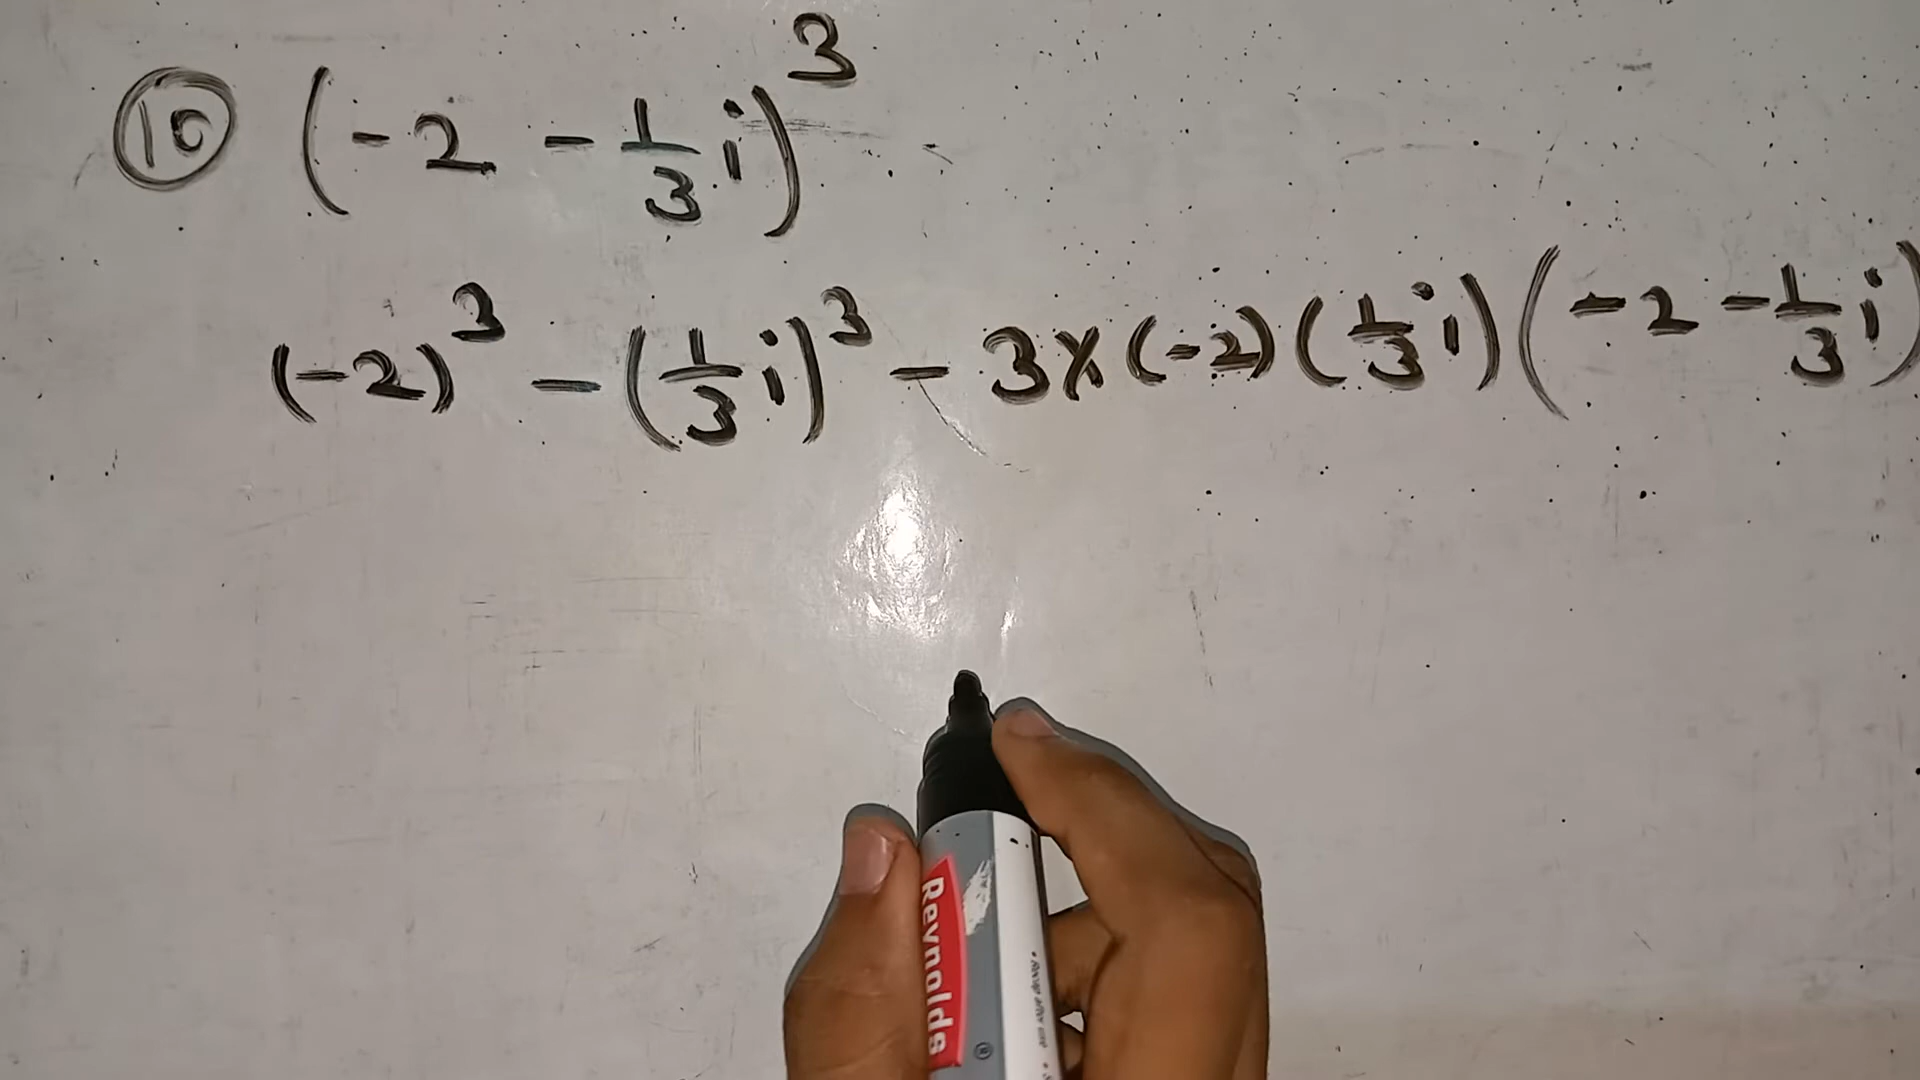 10 (-2 - 1/3 i)³
(-2)³ - (1/3 i)³ - 3×(-2)(1/3 i)(-2 - 1/3 i)
Reynolds ®